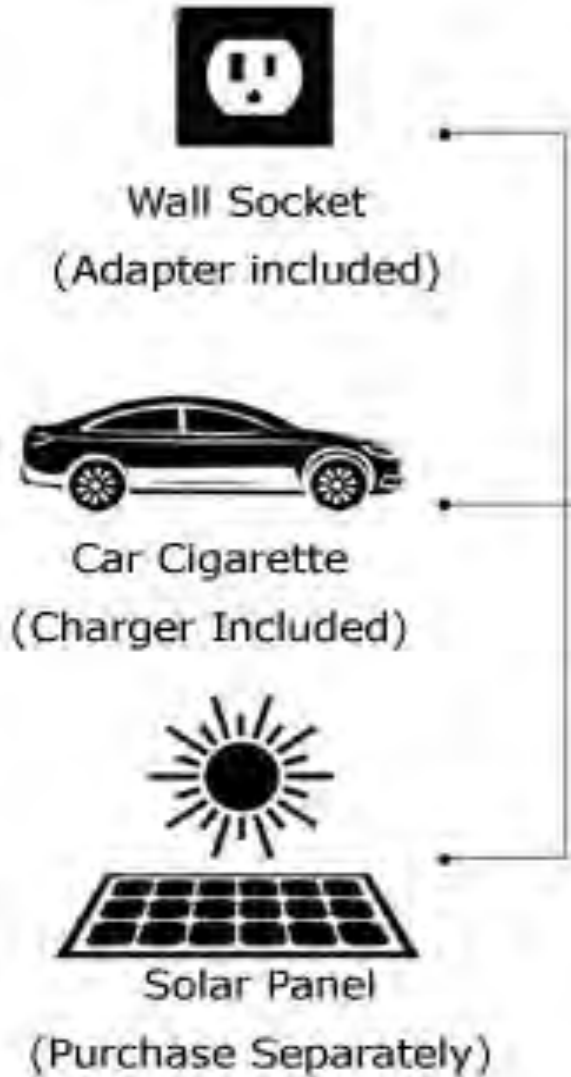 Wall Socket
(Adapter included)
Car Cigarette
(Charger Included)
Solar Panel
(Purchase Separately)